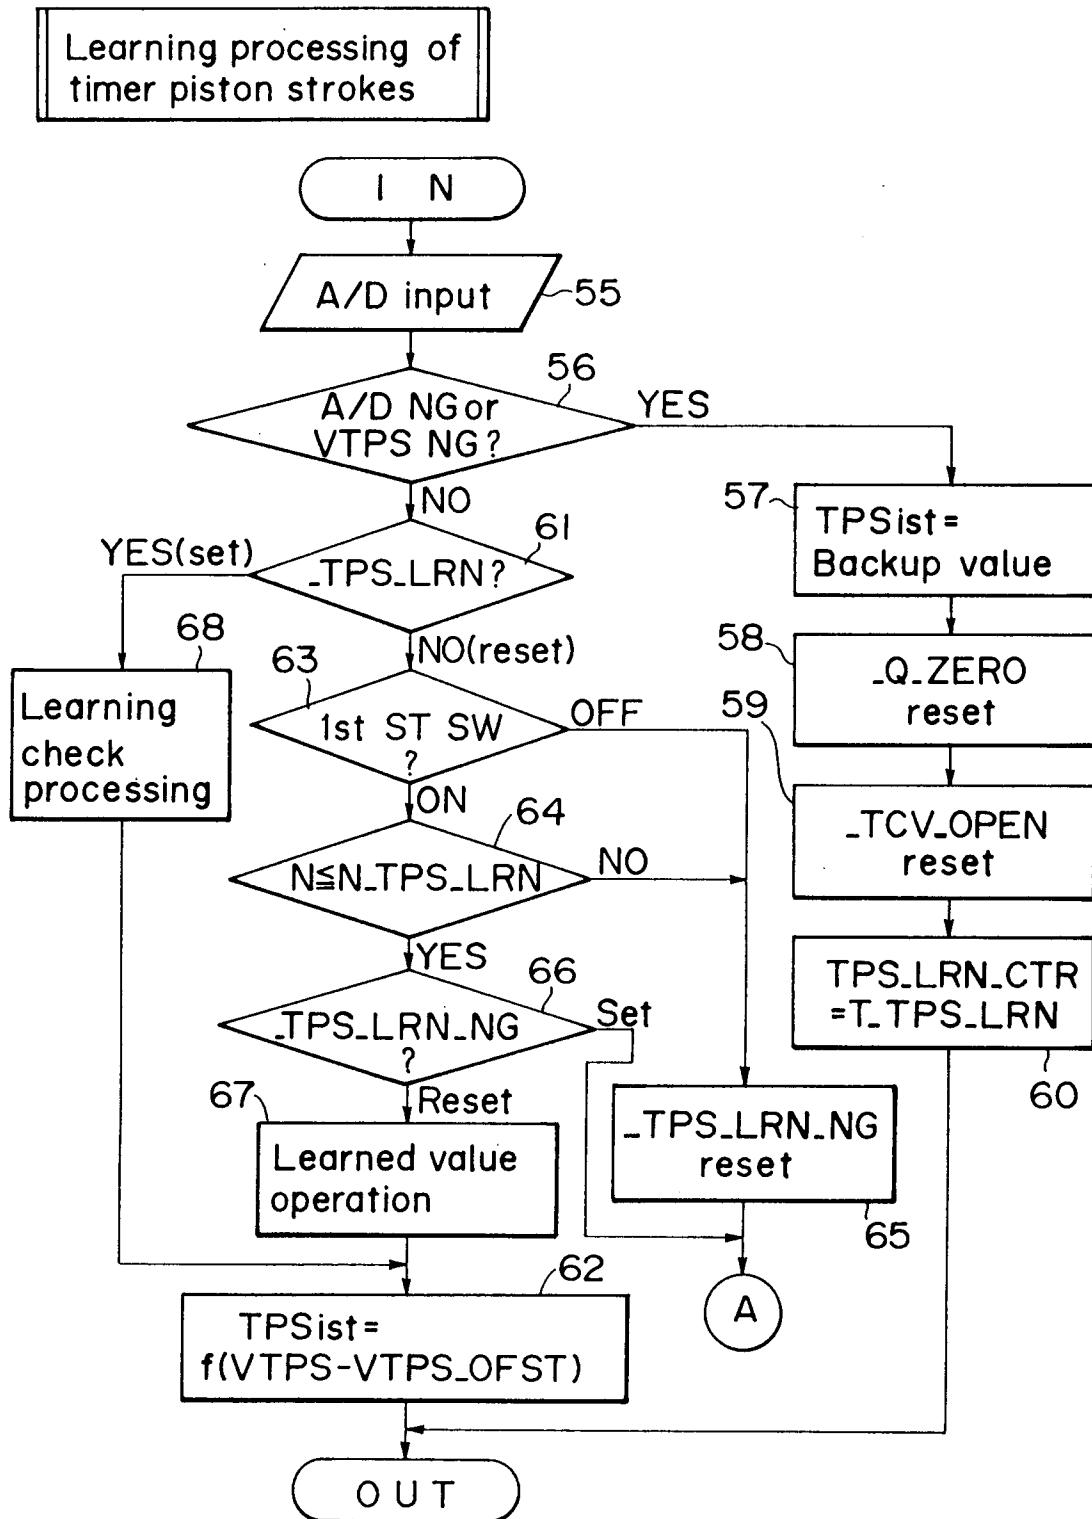 Learning processing of
timer piston strokes
I N
A/D input
55
56
A/D NG or
VTPS NG?
YES
NO
57
TPSist=
Backup value
61
YES(set)
_TPS_LRN?
NO(reset)
58
_Q_ZERO
reset
68
Learning
check
processing
63
1st ST SW
?
OFF
ON
59
_TCV_OPEN
reset
64
N≦N_TPS_LRN
NO
YES
TPS_LRN_CTR
=T_TPS_LRN
60
66
_TPS_LRN_NG
?
Set
Reset
67
Learned value
operation
_TPS_LRN_NG
reset
65
A
62
TPSist=
f(VTPS-VTPS_OFST)
OUT